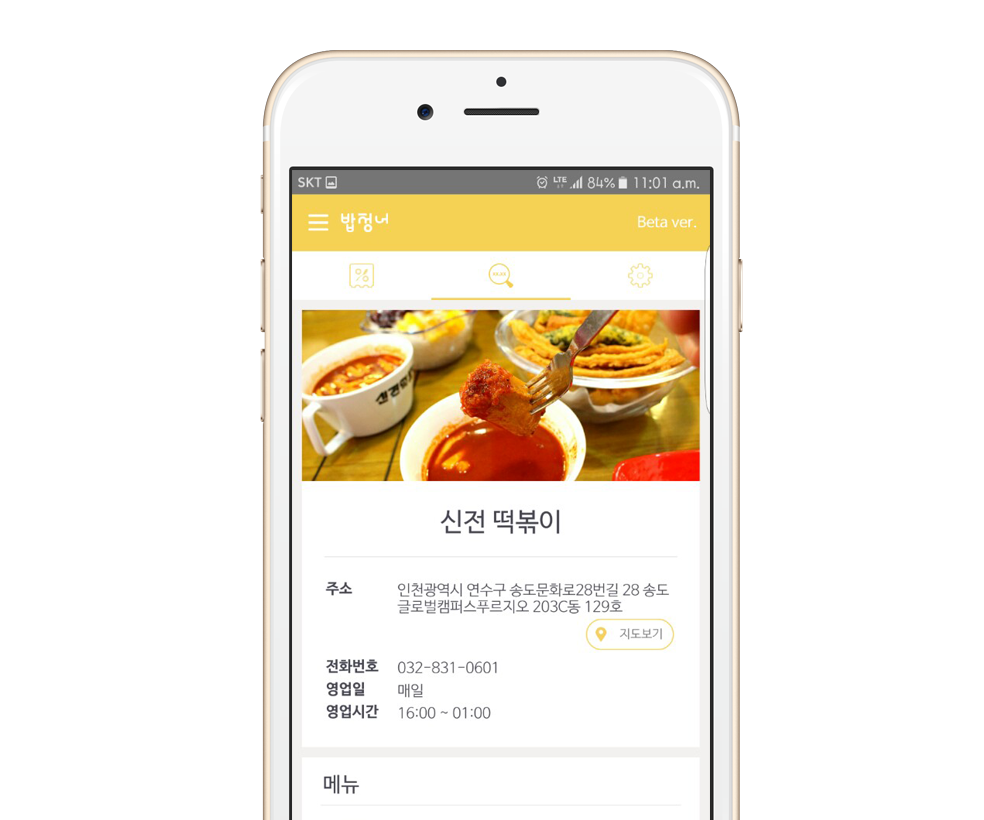 SKT LTE 84% 11:01 a.m.
밥정너 Beta ver.
신전 떡볶이
주소 인천광역시 연수구 송도문화로28번길 28 송도
글로벌캠퍼스푸르지오 203C동 129호
지도보기
전화번호 032-831-0601
영업일 매일
영업시간 16:00 ~ 01:00
메뉴